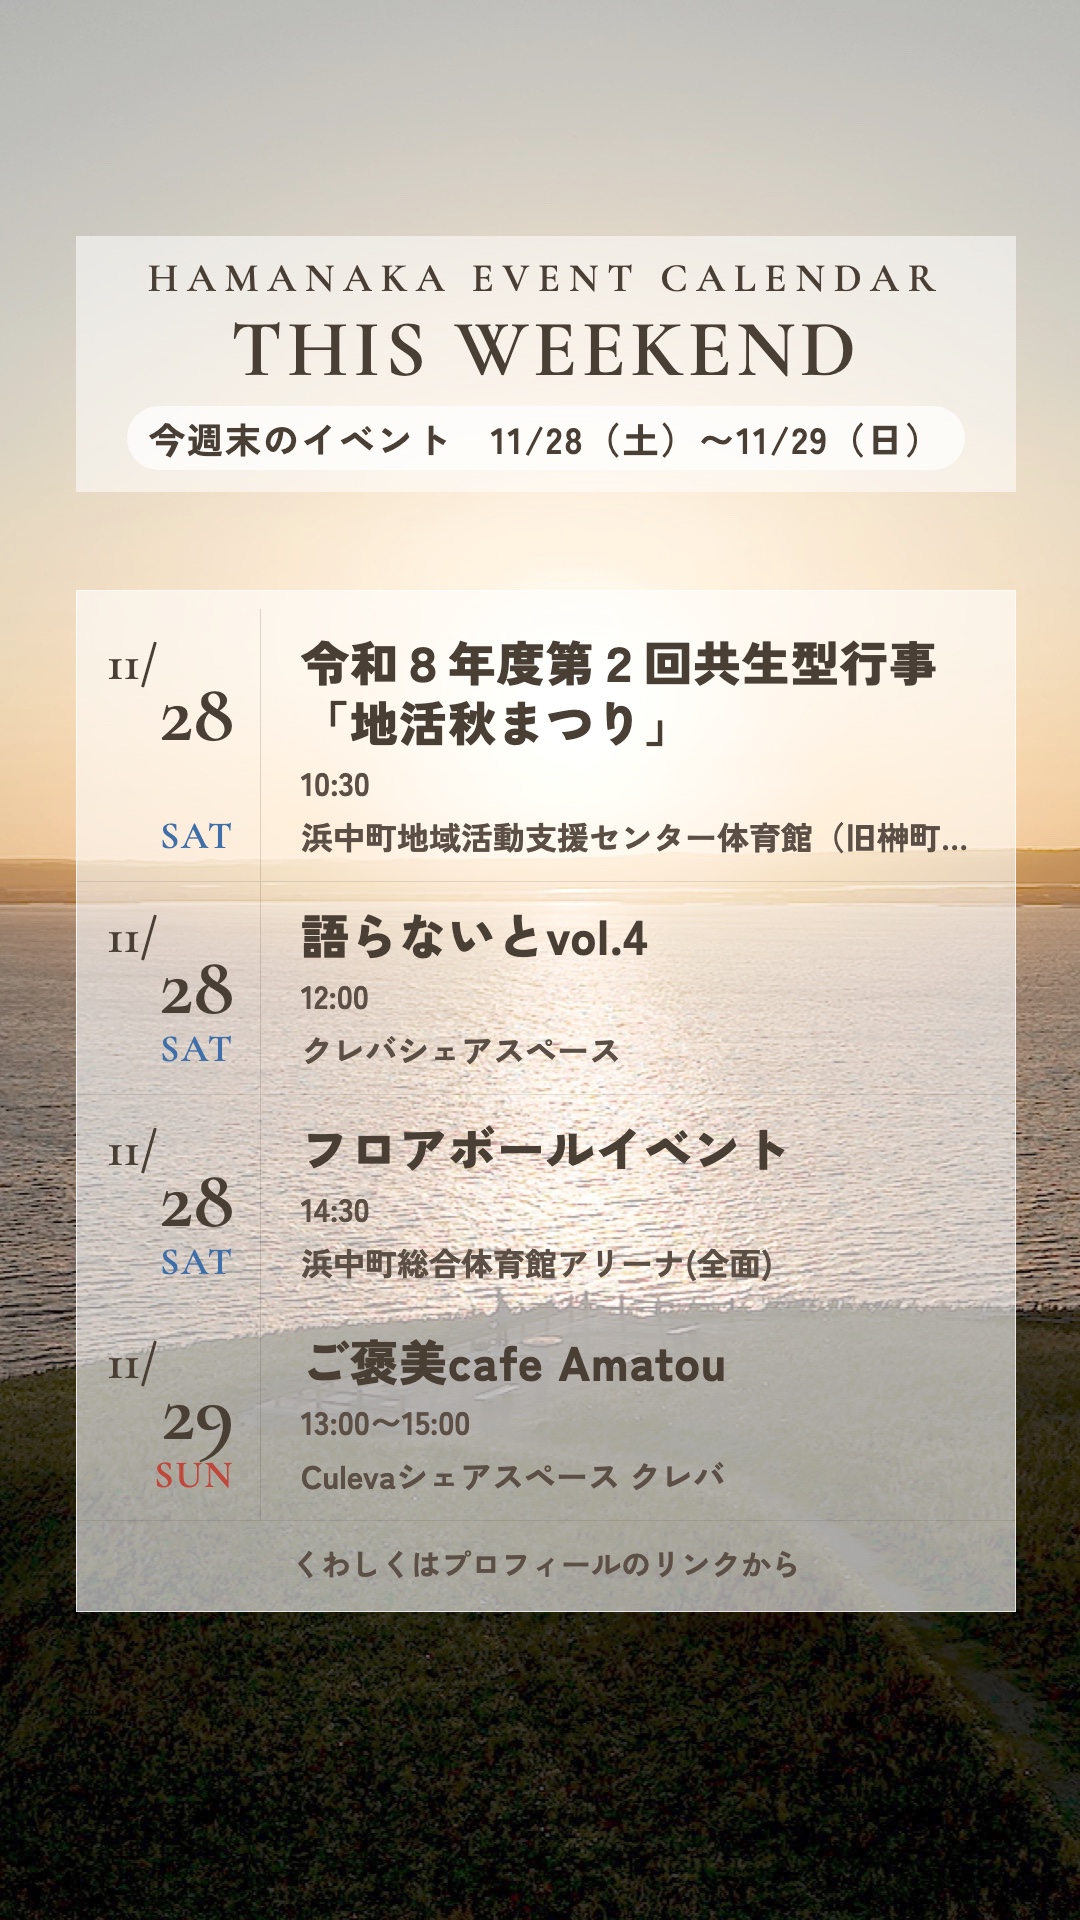 HAMANAKA EVENT CALENDAR
THIS WEEKEND
今週末のイベント　11/28（土）〜11/29（日）
11/
28
SAT
令和８年度第２回共生型行事
「地活秋まつり」
10:30
浜中町地域活動支援センター体育館（旧榊町...
11/
28
SAT
語らないとvol.4
12:00
クレバシェアスペース
11/
28
SAT
フロアボールイベント
14:30
浜中町総合体育館アリーナ(全面)
11/
29
SUN
ご褒美cafe Amatou
13:00〜15:00
Culevaシェアスペース クレバ
くわしくはプロフィールのリンクから